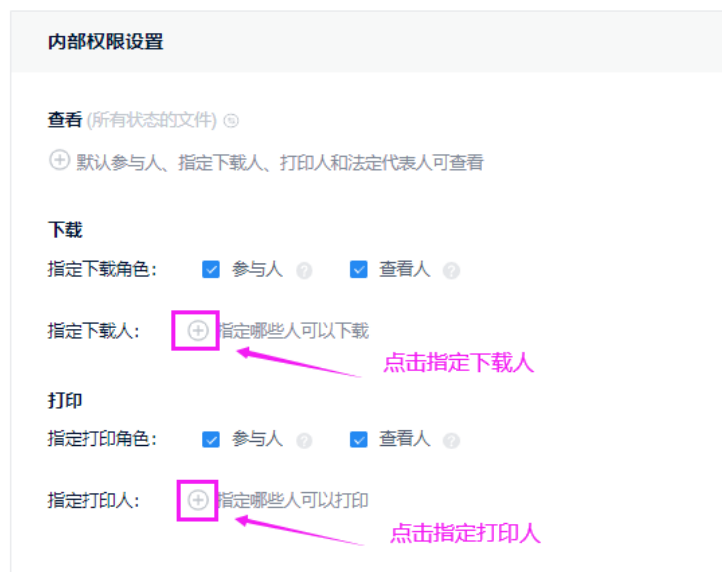 内部权限设置
查看 (所有状态的文件)
默认参与人、指定下载人、打印人和法定代表人可查看
下载
指定下载角色： 参与人 ? 查看人 ?
指定下载人： 指定哪些人可以下载
点击指定下载人
打印
指定打印角色： 参与人 ? 查看人 ?
指定打印人： 指定哪些人可以打印
点击指定打印人